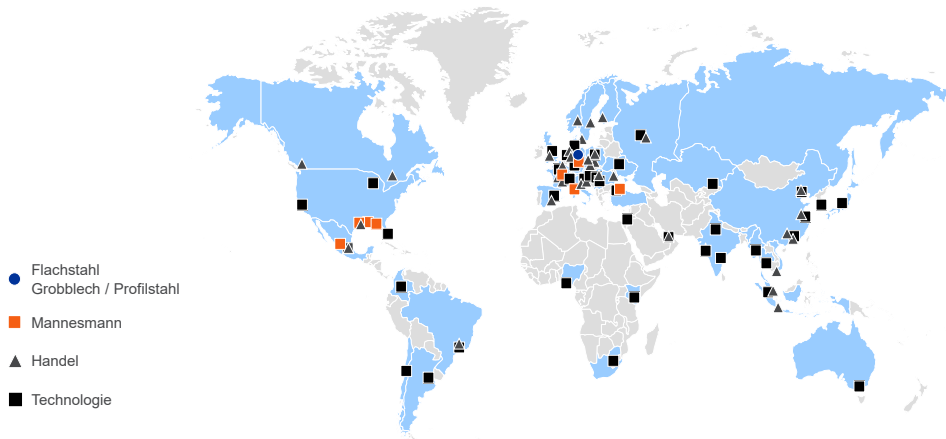 Flachstahl
Grobblech / Profilstahl
Mannesmann
Handel
Technologie